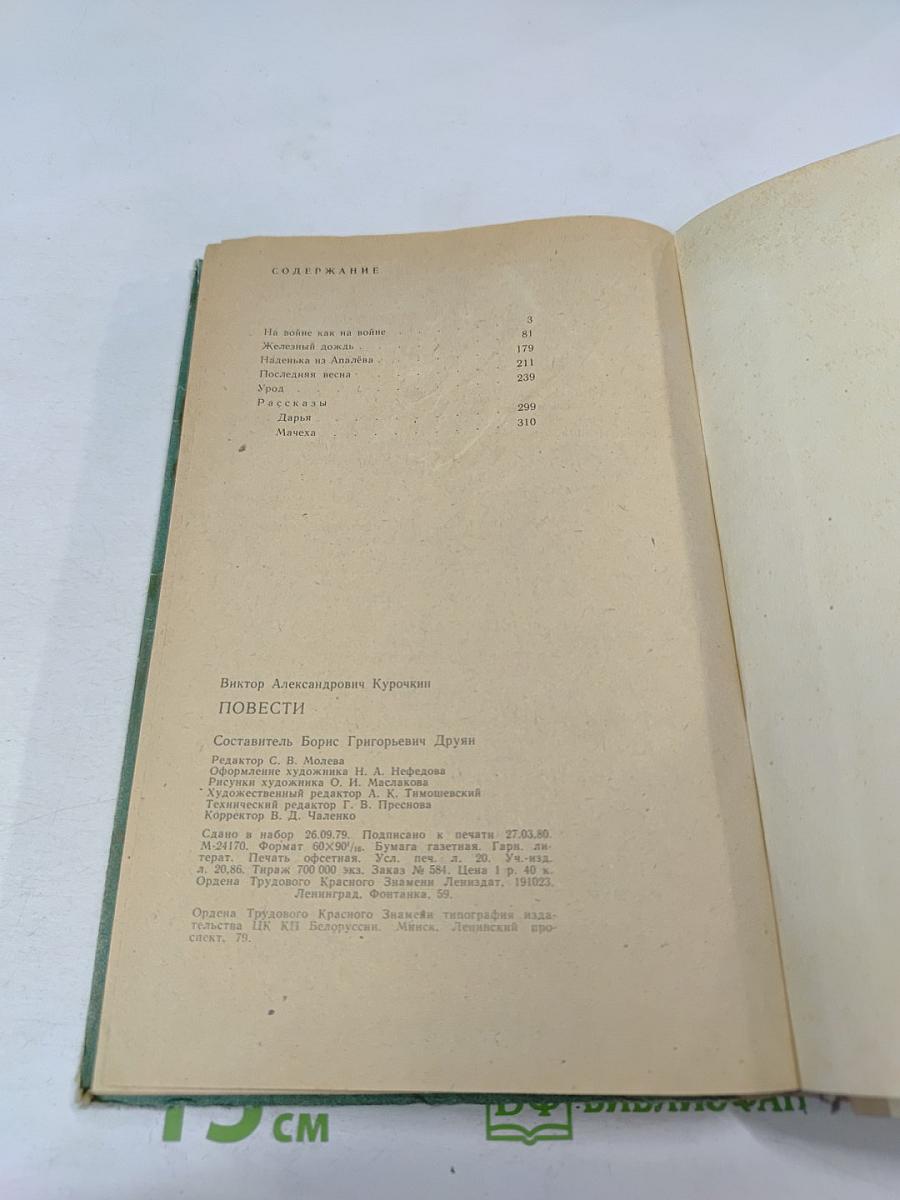 СОДЕРЖАНИЕ
На войне как на войне . . . . . . 3
Железный дождь . . . . . . . 81
Наденька из Апалёва . . . . . . 179
Последняя весна . . . . . . . 211
Урод . . . . . . . . . 239
Рассказы
Дарья . . . . . . . . 299
Мачеха . . . . . . . . 310
Виктор Александрович Курочкин
ПОВЕСТИ
Составитель Борис Григорьевич Друян
Редактор С. В. Молева
Оформление художника Н. А. Нефедова
Рисунки художника О. И. Маслакова
Художественный редактор А. К. Тимошевский
Технический редактор Г. В. Преснова
Корректор В. Д. Чаленко
Сдано в набор 26.09.79. Подписано к печати 27.03.80.
М-24170. Формат 60×90¹/₁₆. Бумага газетная. Гарн. ли-
терат. Печать офсетная. Усл. печ. л. 20. Уч.-изд.
л. 20,86. Тираж 700 000 экз. Заказ № 584. Цена 1 р. 40 к.
Ордена Трудового Красного Знамени Лениздат, 191023,
Ленинград, Фонтанка, 59.
Ордена Трудового Красного Знамени типография изда-
тельства ЦК КП Белоруссии. Минск, Ленинский про-
спект, 79.
15 см
БФ БИБЛИОФАН